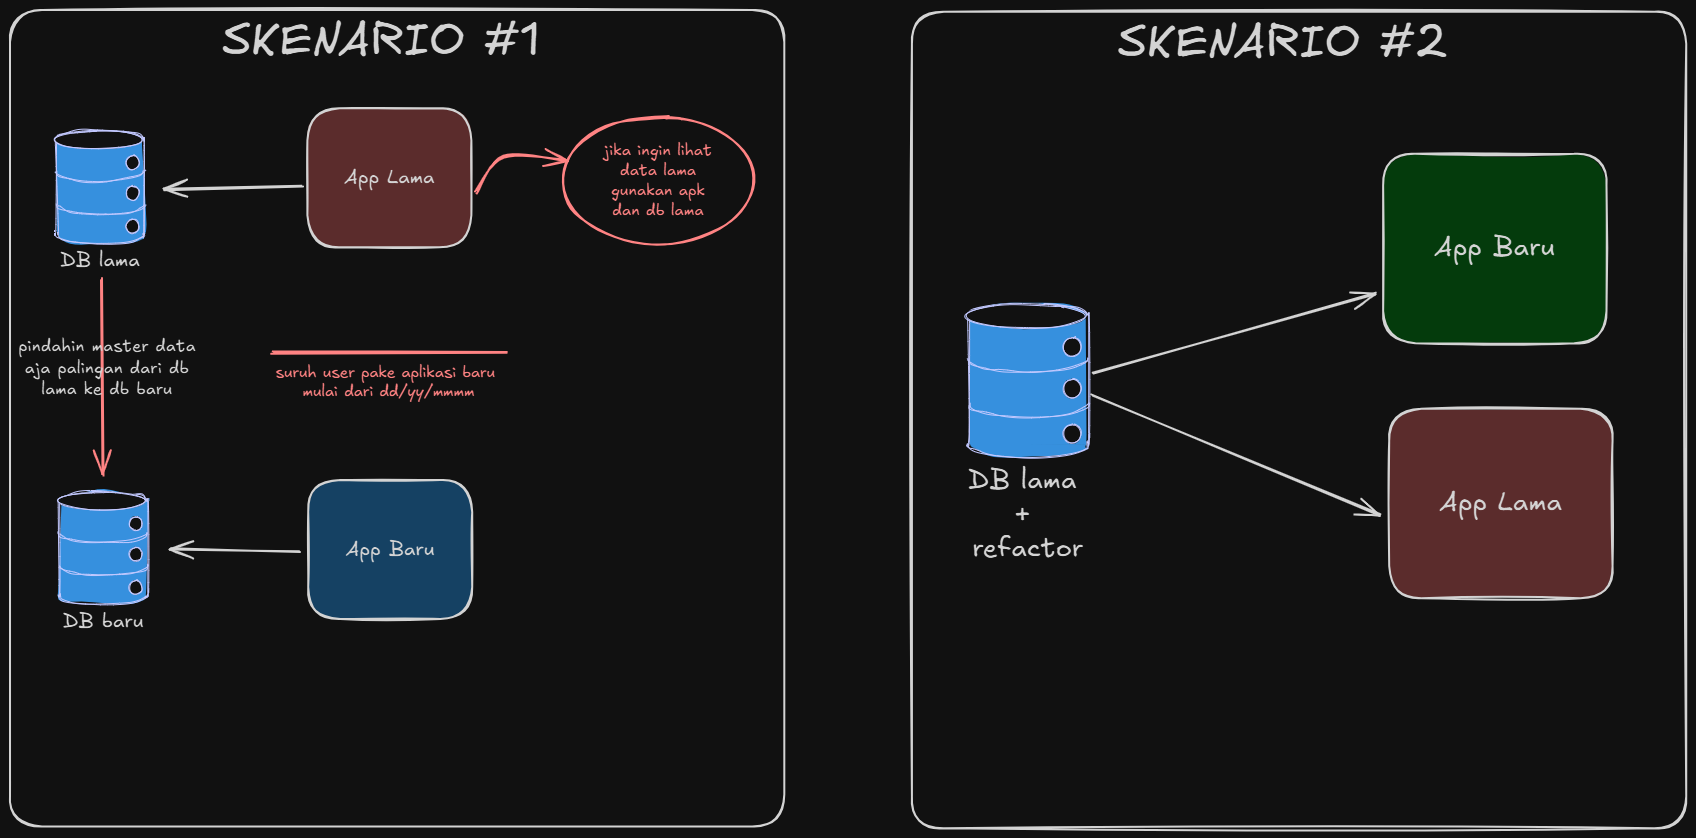 SKENARIO #1
App Lama
jika ingin lihat
data lama
gunakan apk
dan db lama
DB lama
pindahin master data
aja palingan dari db
lama ke db baru
suruh user pake aplikasi baru
mulai dari dd/yy/mmmm
App Baru
DB baru
SKENARIO #2
App Baru
DB lama
+
refactor
App Lama